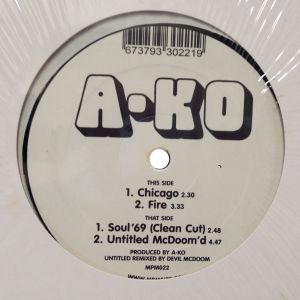 673793 302219
A·KO
THIS SIDE
1. Chicago 2.30
2. Fire 3.33
THAT SIDE
1. Soul '69 (Clean Cut) 2.48
2. Untitled McDoom'd 4.47
PRODUCED BY A-KO
UNTITLED REMIXED BY DEVIL MCDOOM
MPM022